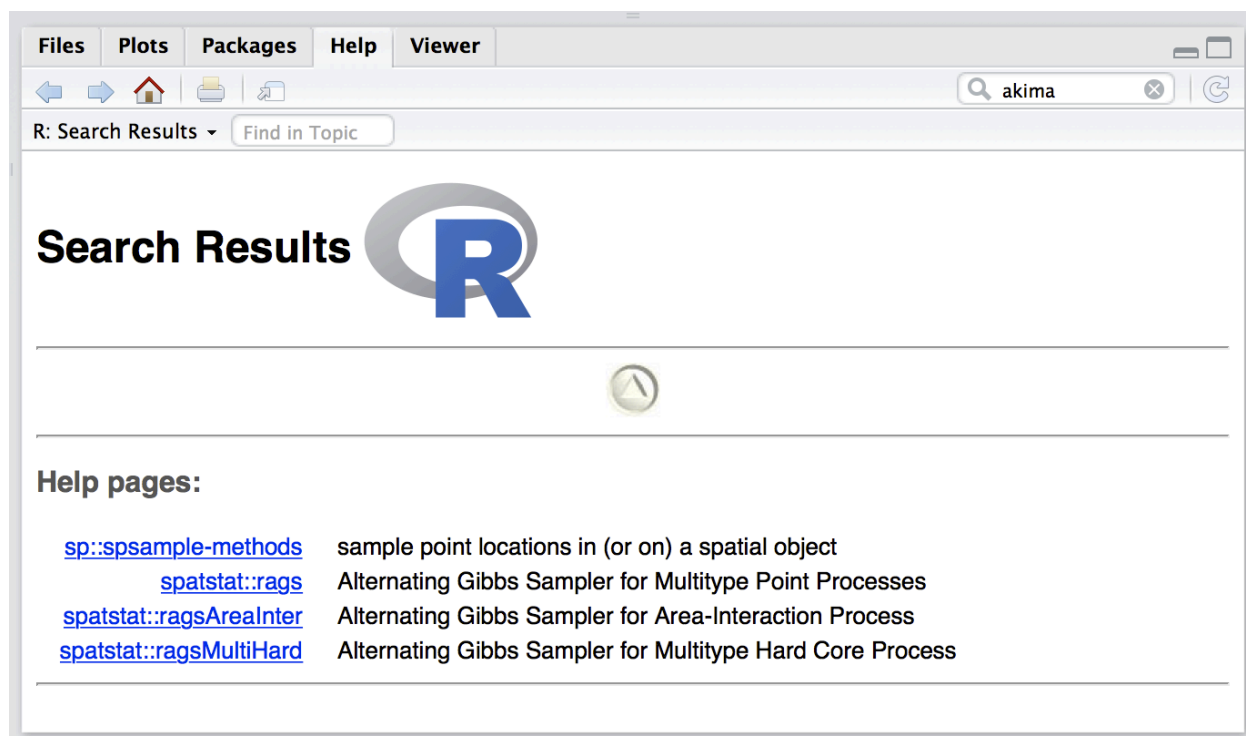 Files Plots Packages Help Viewer
akima
R: Search Results Find in Topic
Search Results R
Help pages:
sp::spsample-methods sample point locations in (or on) a spatial object
spatstat::rags Alternating Gibbs Sampler for Multitype Point Processes
spatstat::ragsAreaInter Alternating Gibbs Sampler for Area-Interaction Process
spatstat::ragsMultiHard Alternating Gibbs Sampler for Multitype Hard Core Process